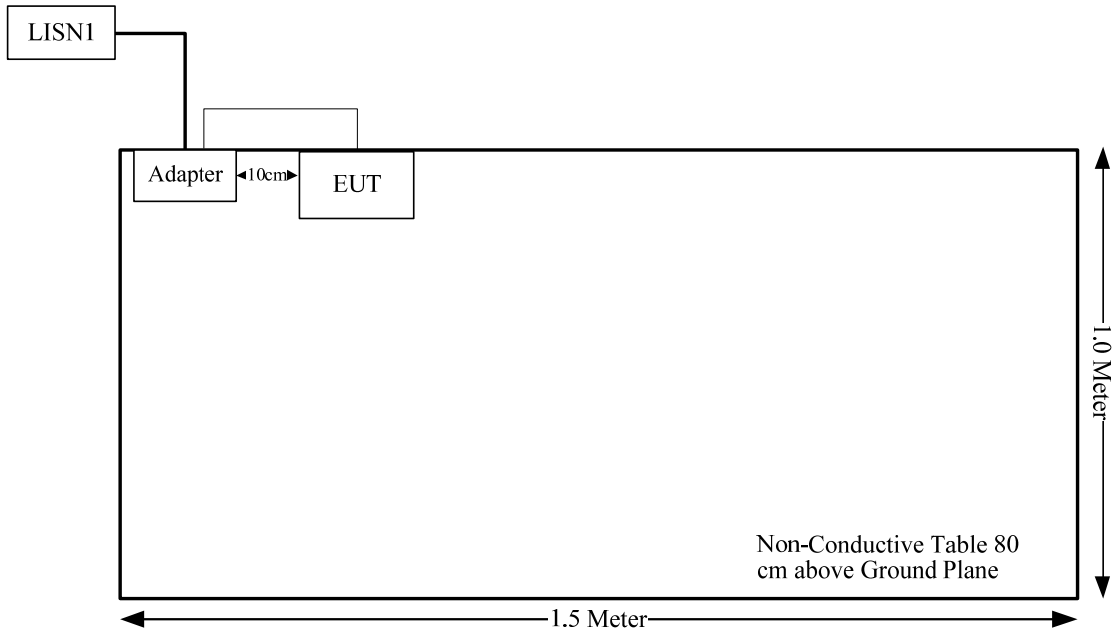 LISN1
Adapter
10cm
EUT
1.0 Meter
Non-Conductive Table 80
cm above Ground Plane
1.5 Meter